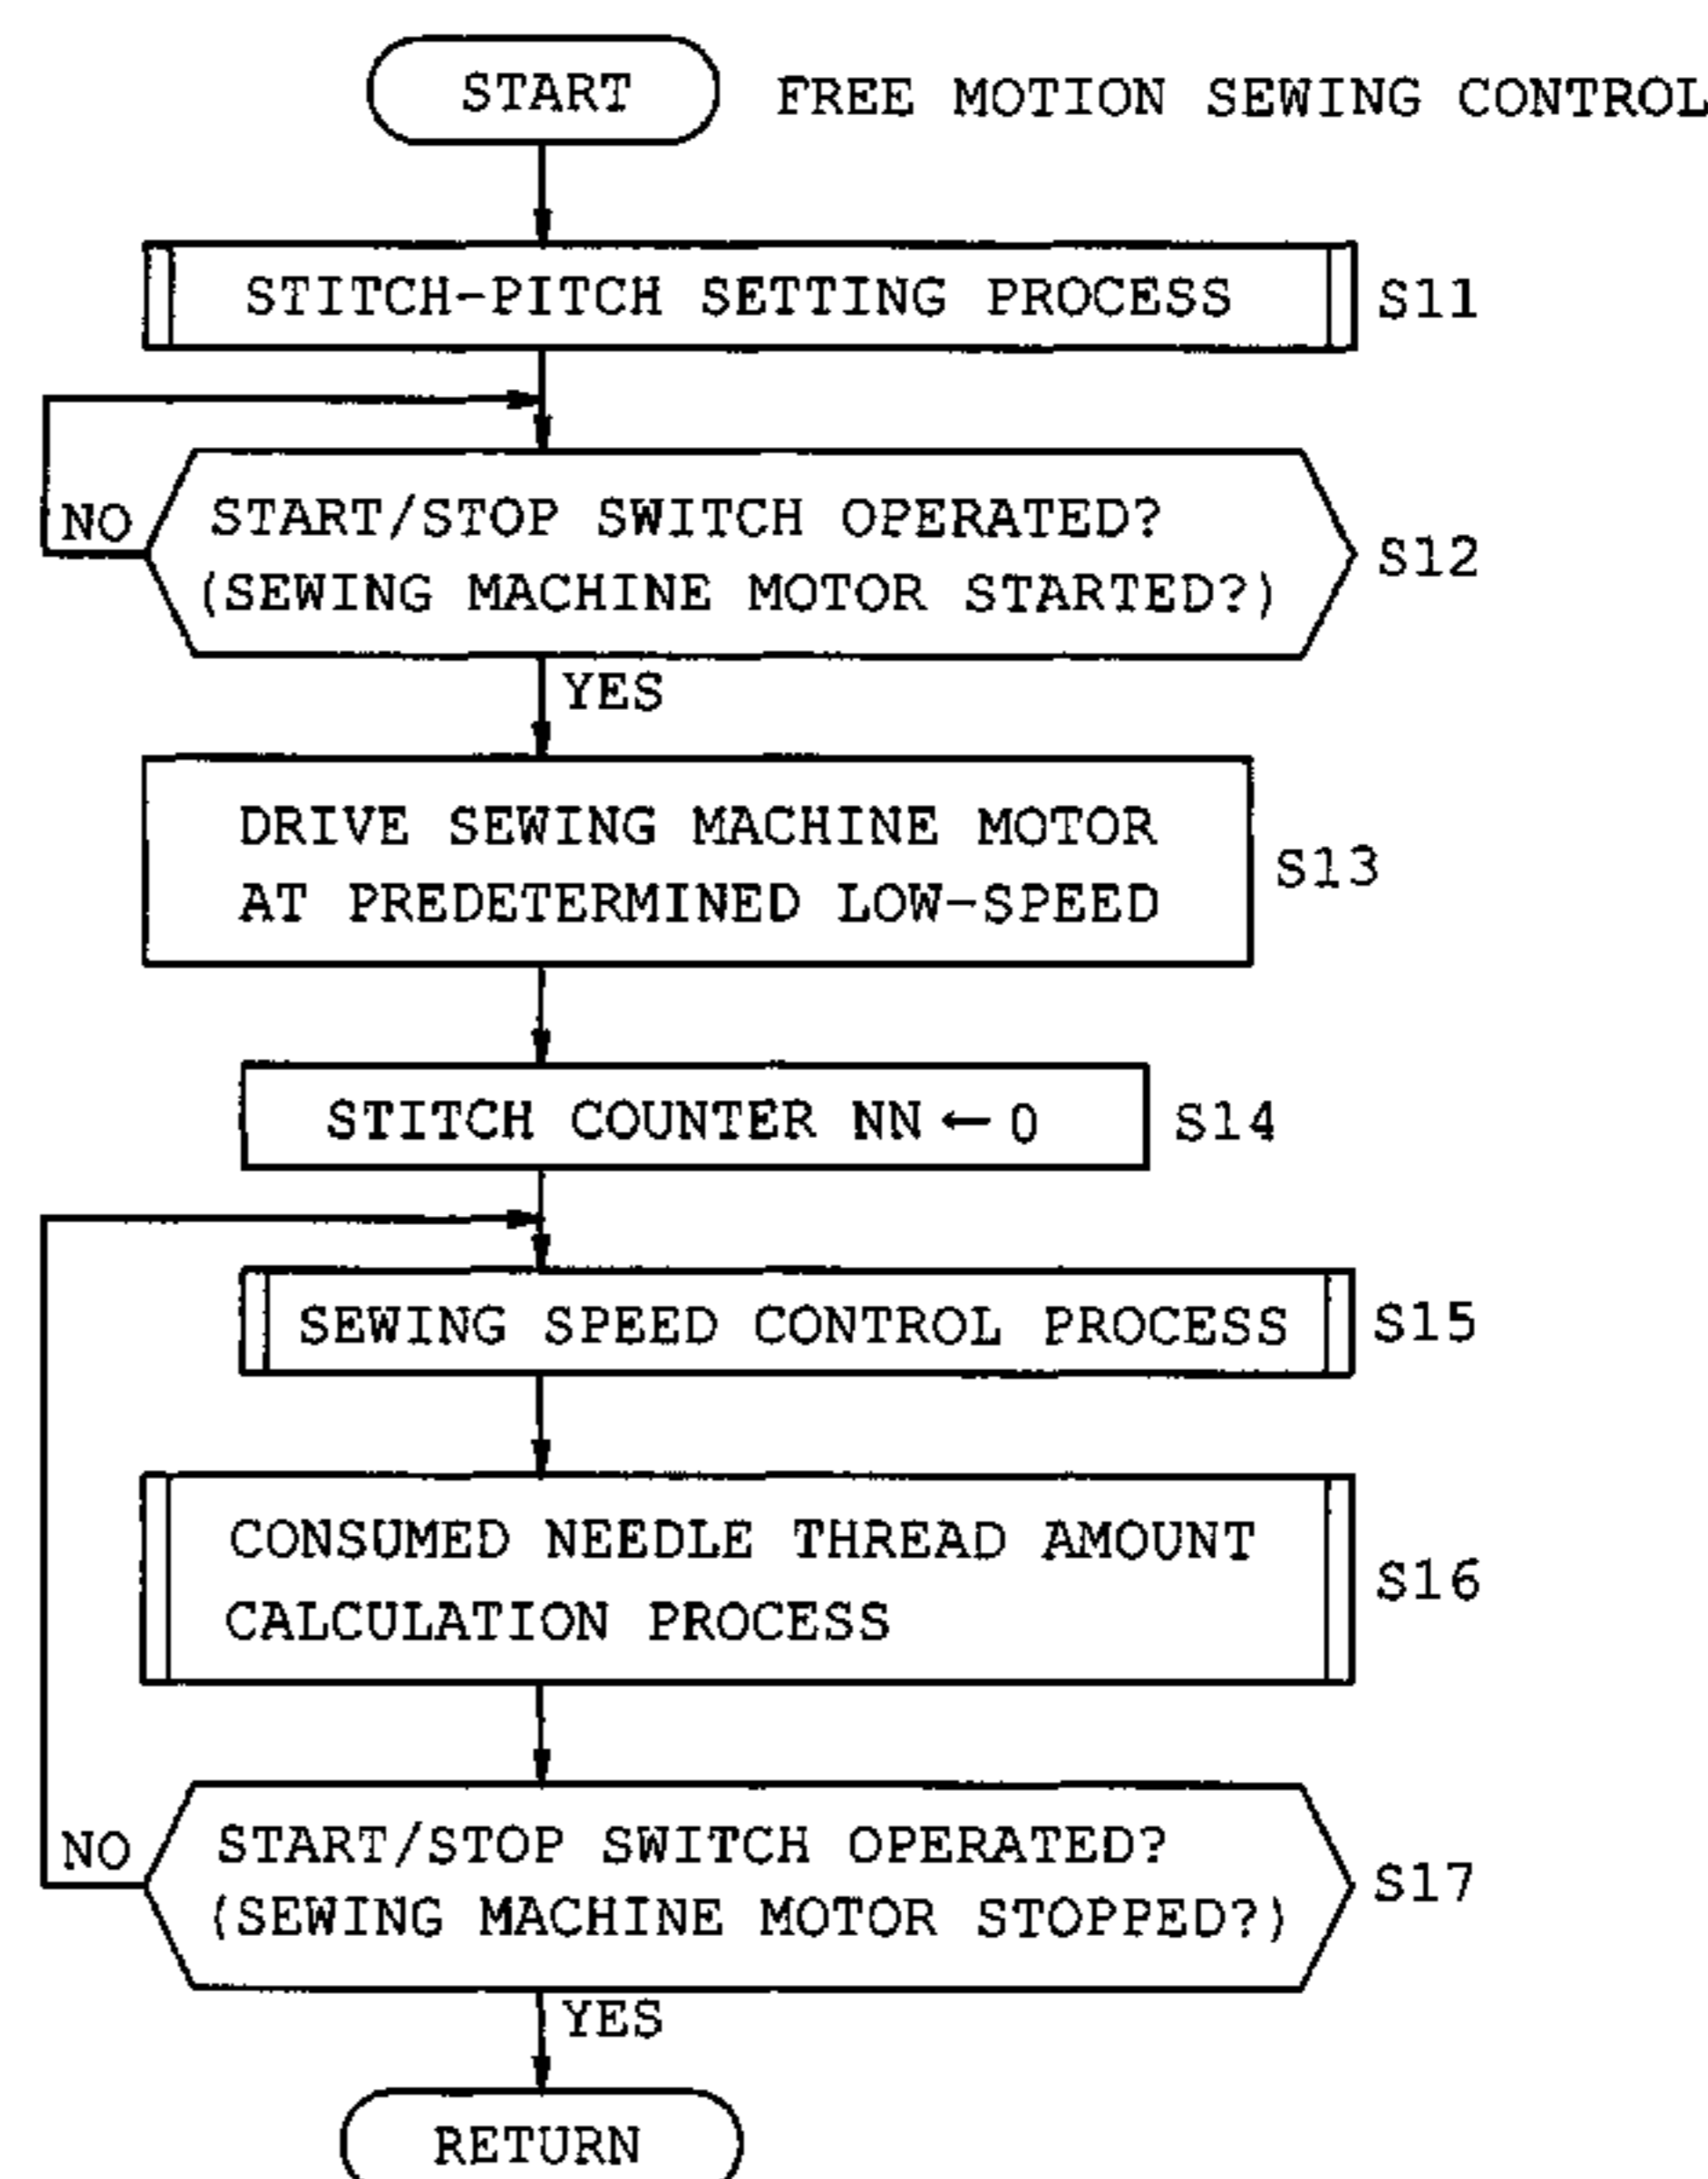 START
FREE MOTION SEWING CONTROL
STITCH-PITCH SETTING PROCESS
S11
NO
START/STOP SWITCH OPERATED?
(SEWING MACHINE MOTOR STARTED?)
S12
YES
DRIVE SEWING MACHINE MOTOR
AT PREDETERMINED LOW-SPEED
S13
STITCH COUNTER NN ← 0
S14
SEWING SPEED CONTROL PROCESS
S15
CONSUMED NEEDLE THREAD AMOUNT
CALCULATION PROCESS
S16
NO
START/STOP SWITCH OPERATED?
(SEWING MACHINE MOTOR STOPPED?)
S17
YES
RETURN